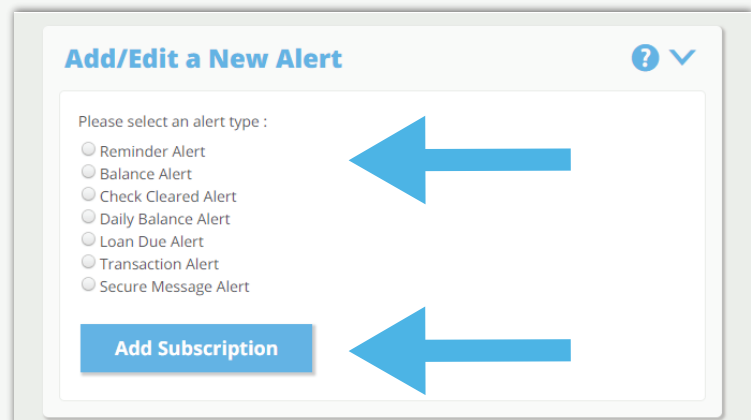 Add/Edit a New Alert
?
Please select an alert type :
Reminder Alert
Balance Alert
Check Cleared Alert
Daily Balance Alert
Loan Due Alert
Transaction Alert
Secure Message Alert
Add Subscription